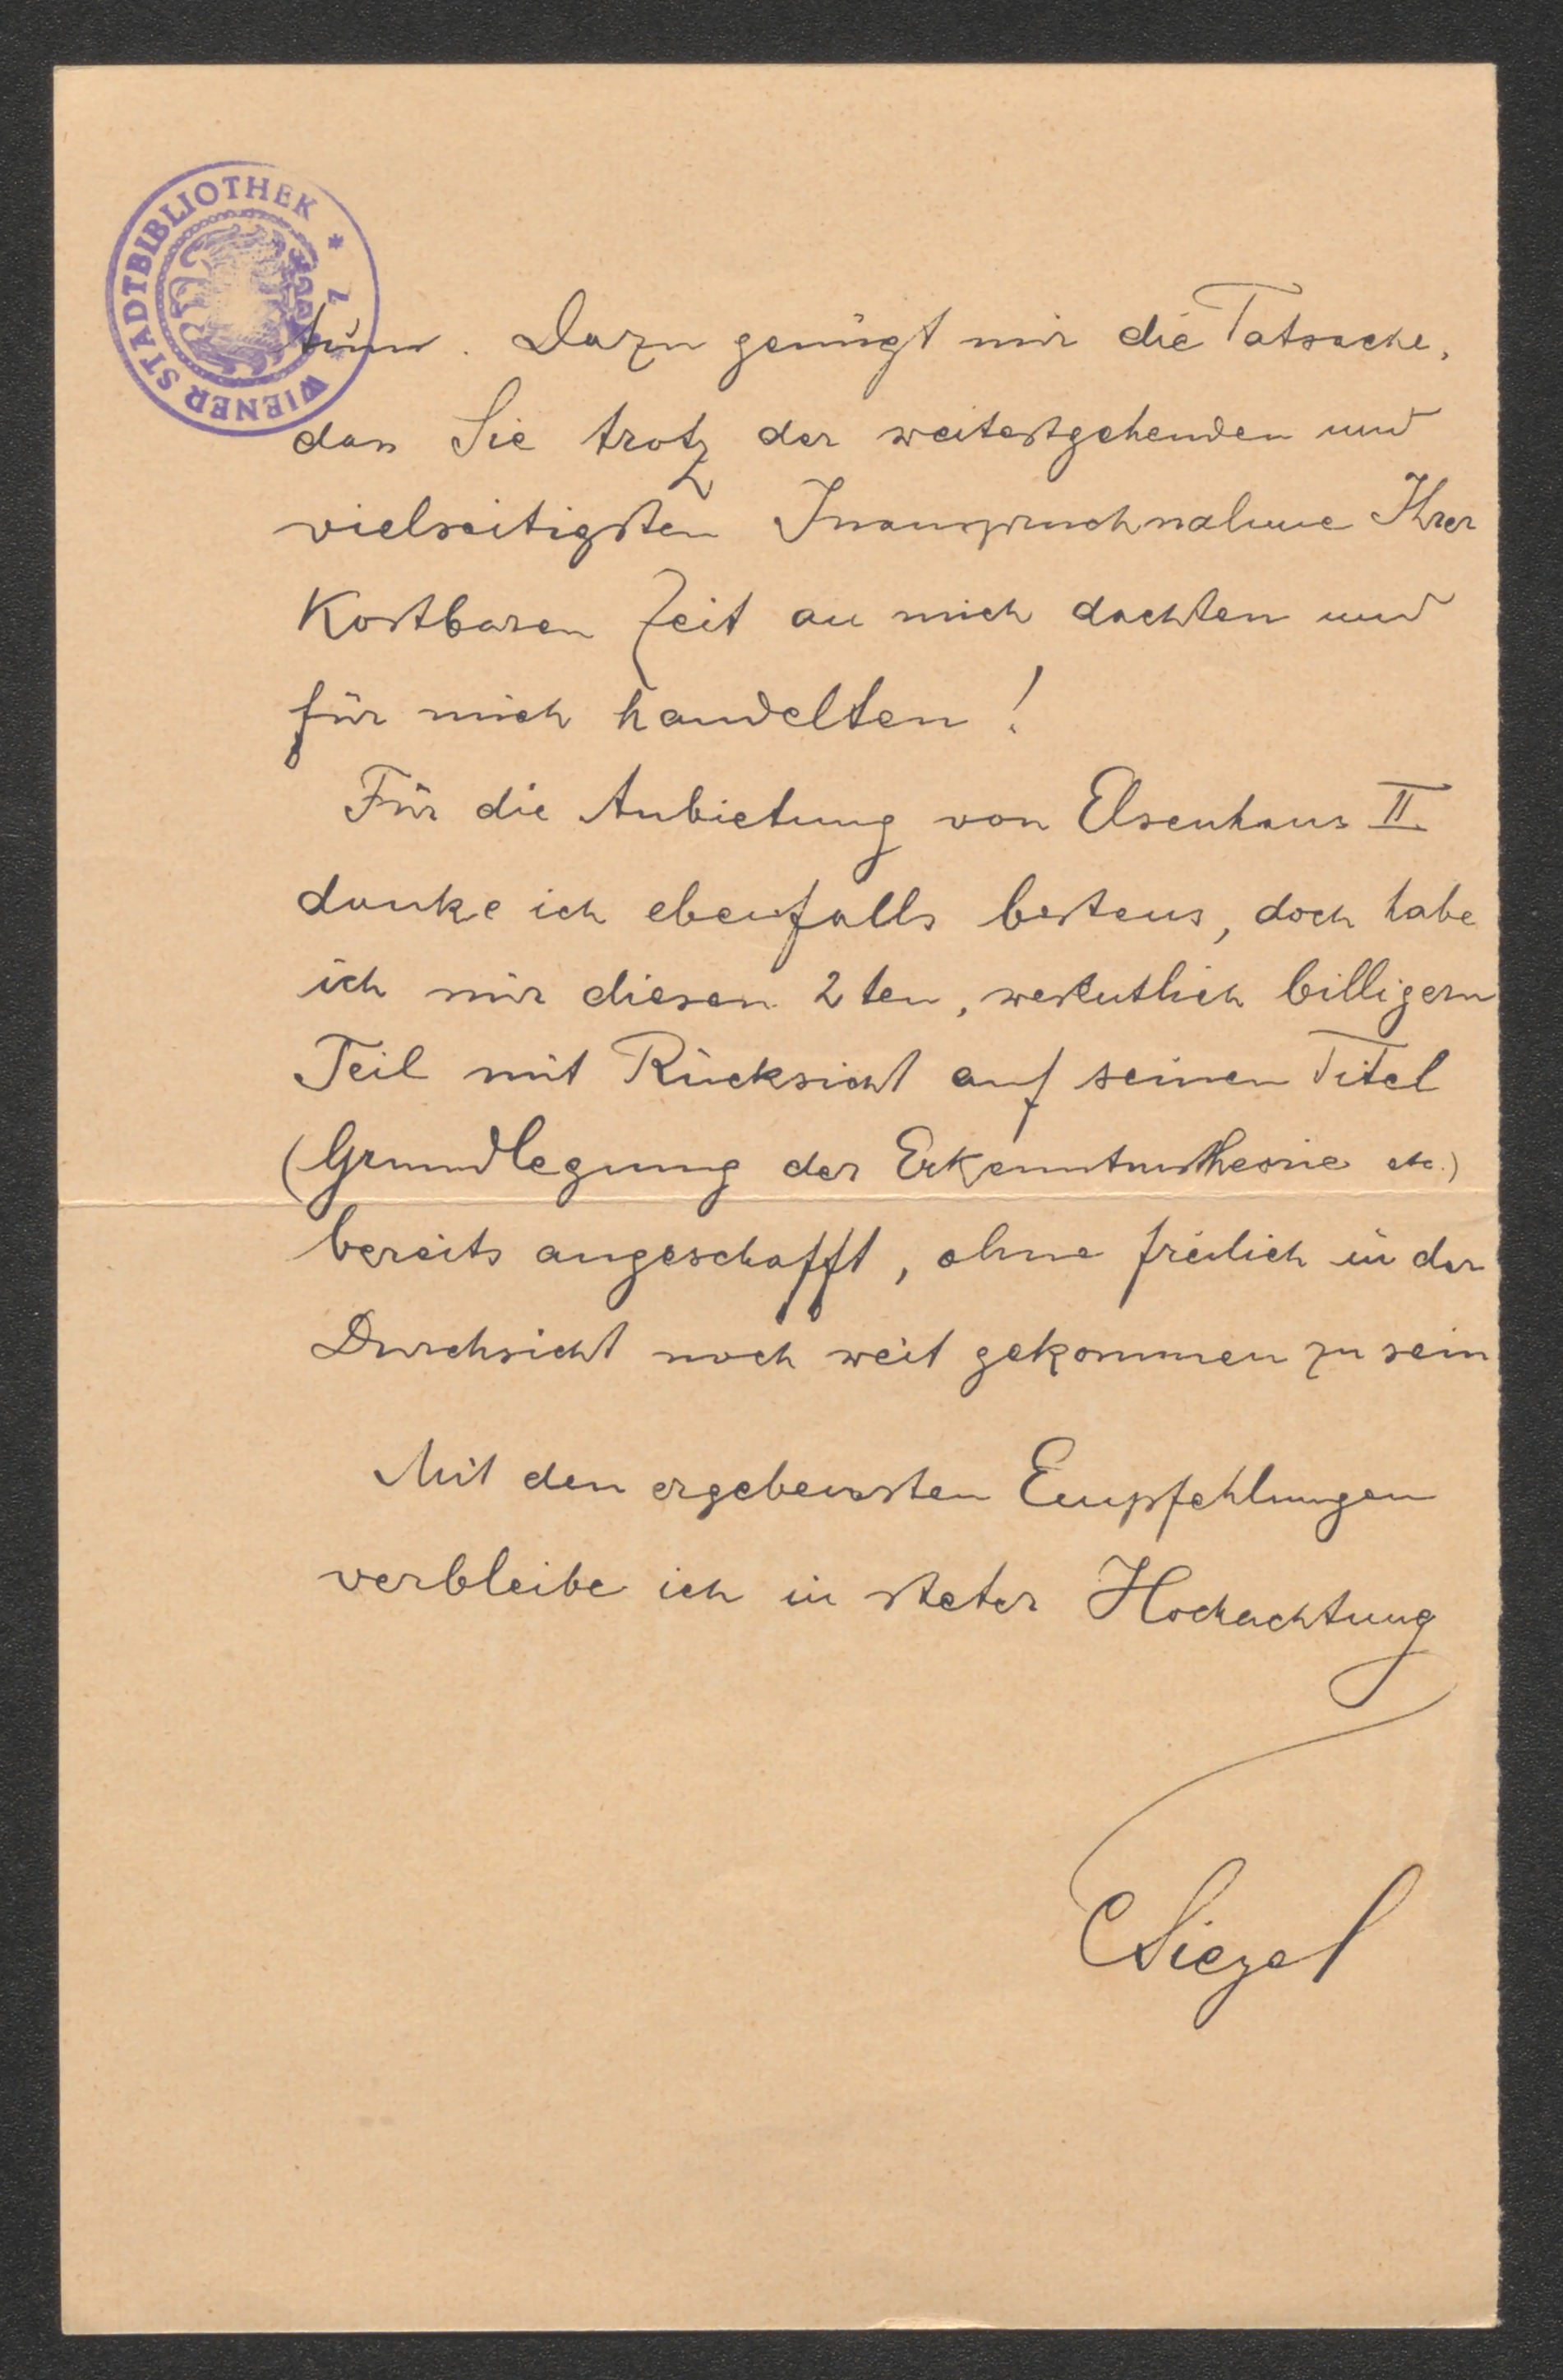 WIENER STADTBIBLIOTHEK *
tun. Dazu genügt mir die Tatsache,
dass Sie trotz der weitestgehenden und
vielseitigsten Inanspruchnahme Ihrer
Kostbaren Zeit an mich dachten und
für mich handelten!
Für die Anbietung von Elsenhans II
danke ich ebenfalls bestens, doch habe
ich mir diesen 2ten, wesentlich billigern
Teil mit Rücksicht auf seinen Titel
(Grundlegung der Erkenntnistheorie etc.)
bereits angeschafft, ohne freilich in der
Durchsicht noch weit gekommen zu sein
Mit den ergebensten Empfehlungen
verbleibe ich in steter Hochachtung
CSiegel